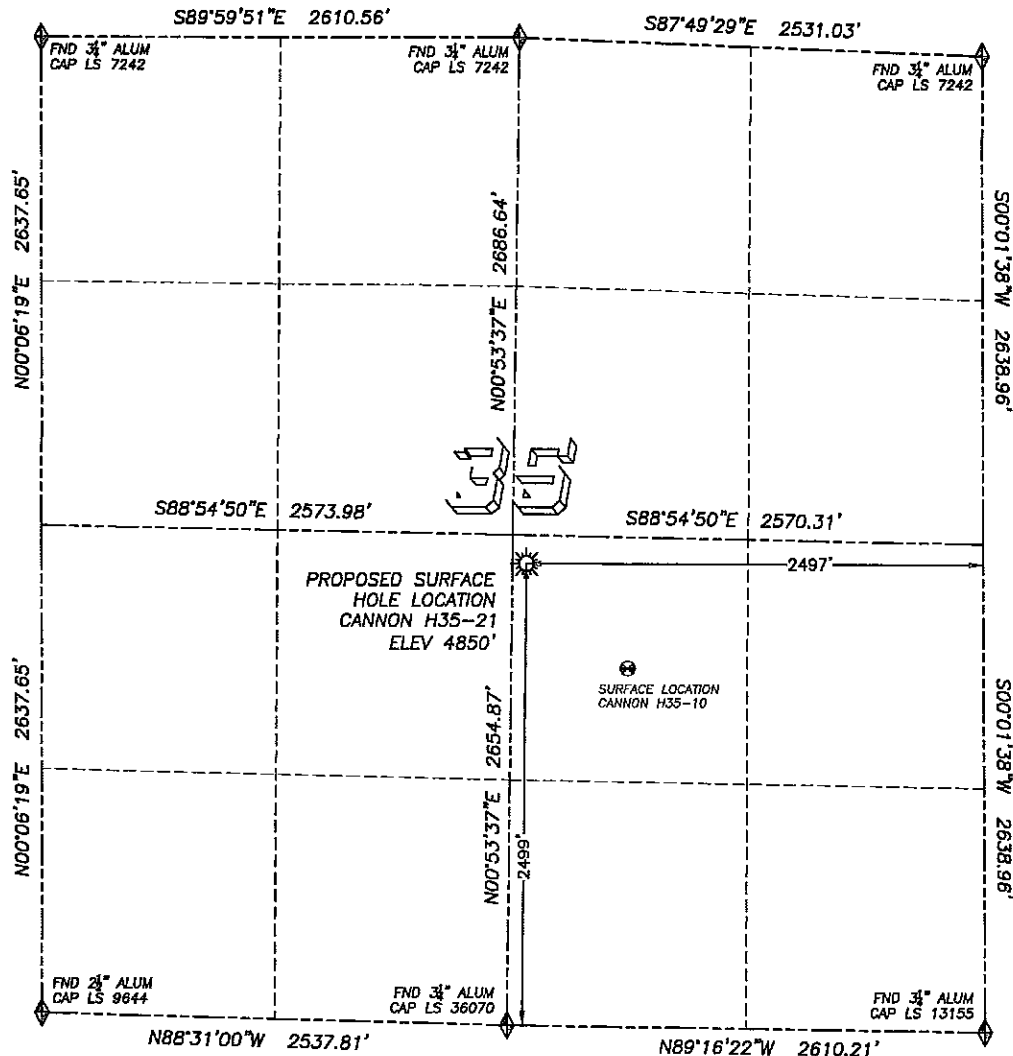 S89°59'51"E 2610.56'
S87°49'29"E 2531.03'
FND 3¼" ALUM
CAP LS 7242
FND 3¼" ALUM
CAP LS 7242
FND 3¼" ALUM
CAP LS 7242
N00°06'19"E 2637.65'
N00°53'37"E 2686.64'
S00°01'38"W 2638.96'
35
S88°54'50"E 2573.98'
S88°54'50"E 2570.31'
2497'
PROPOSED SURFACE
HOLE LOCATION
CANNON H35-21
ELEV 4850'
SURFACE LOCATION
CANNON H35-10
N00°06'19"E 2637.65'
N00°53'37"E 2654.87'
2499'
S00°01'38"W 2638.96'
FND 2½" ALUM
CAP LS 9644
FND 3¼" ALUM
CAP LS 36070
FND 3¼" ALUM
CAP LS 13155
N88°31'00"W 2537.81'
N89°16'22"W 2610.21'